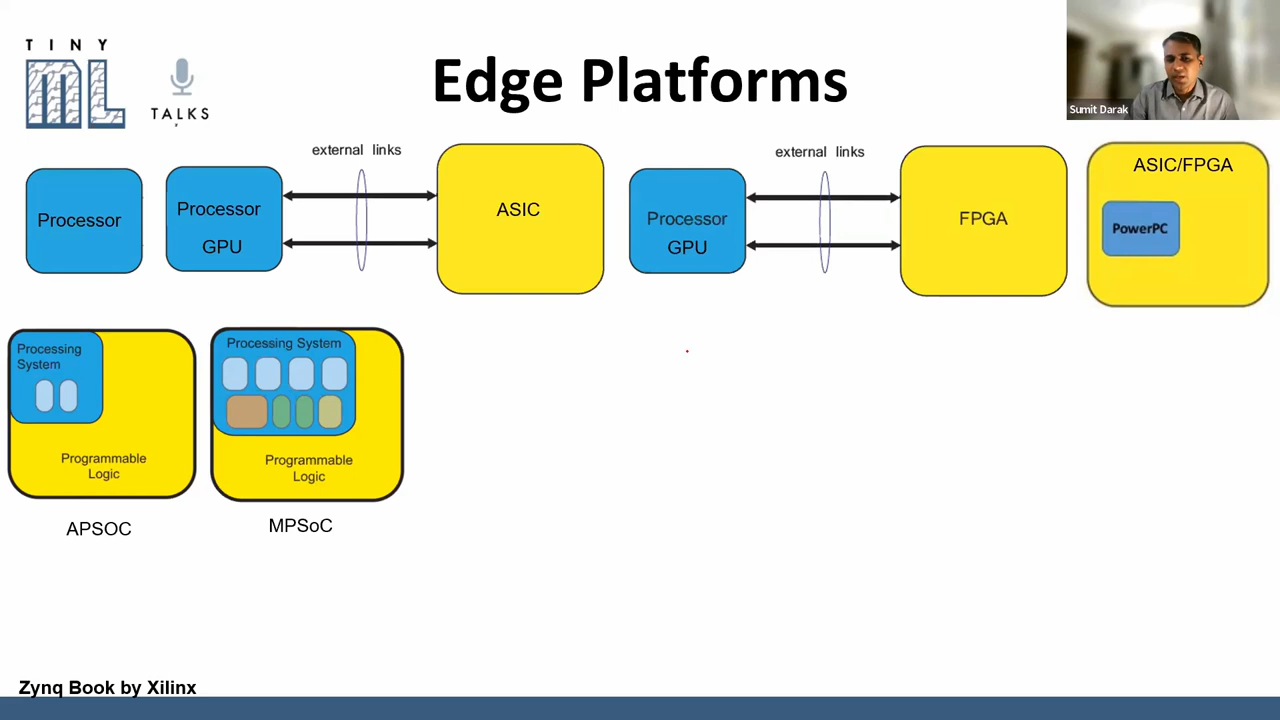 TINY
ML
TALKS
Edge Platforms
Sumit Darak
Processor
Processor
GPU
external links
ASIC
Processor
GPU
external links
FPGA
ASIC/FPGA
PowerPC
Processing
System
Programmable
Logic
APSOC
Processing System
Programmable
Logic
MPSoC
Zynq Book by Xilinx